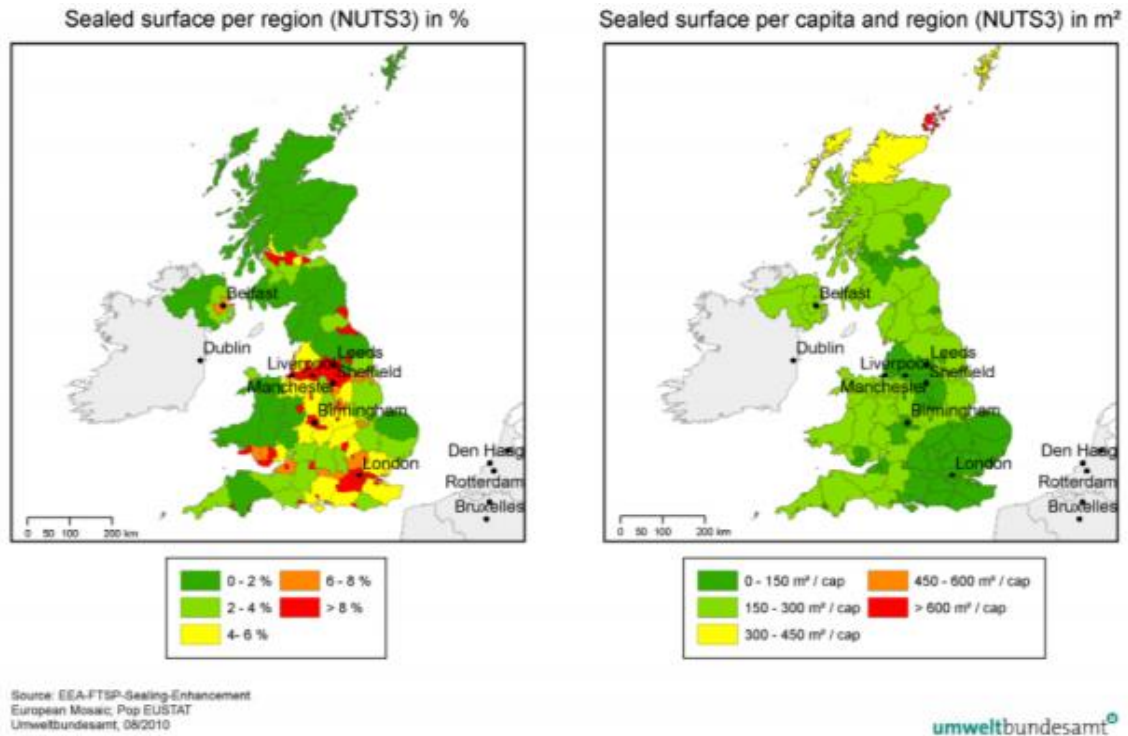 Sealed surface per region (NUTS3) in %
Sealed surface per capita and region (NUTS3) in m²
Belfast
Dublin
Leeds
Liverpool
Sheffield
Manchester
Birmingham
Den Haag
London
Rotterdam
Bruxelles
0 50 100 200 km
Belfast
Dublin
Leeds
Liverpool
Sheffield
Manchester
Birmingham
Den Haag
London
Rotterdam
Bruxelles
0 50 100 200 km
0 - 2 %
6 - 8 %
2 - 4 %
> 8 %
4- 6 %
0 - 150 m² / cap
450 - 600 m² / cap
150 - 300 m² / cap
> 600 m² / cap
300 - 450 m² / cap
Source: EEA-FTSP-Sealing-Enhancement
European Mosaic; Pop EUSTAT
Umweltbundesamt, 08/2010
umweltbundesamt